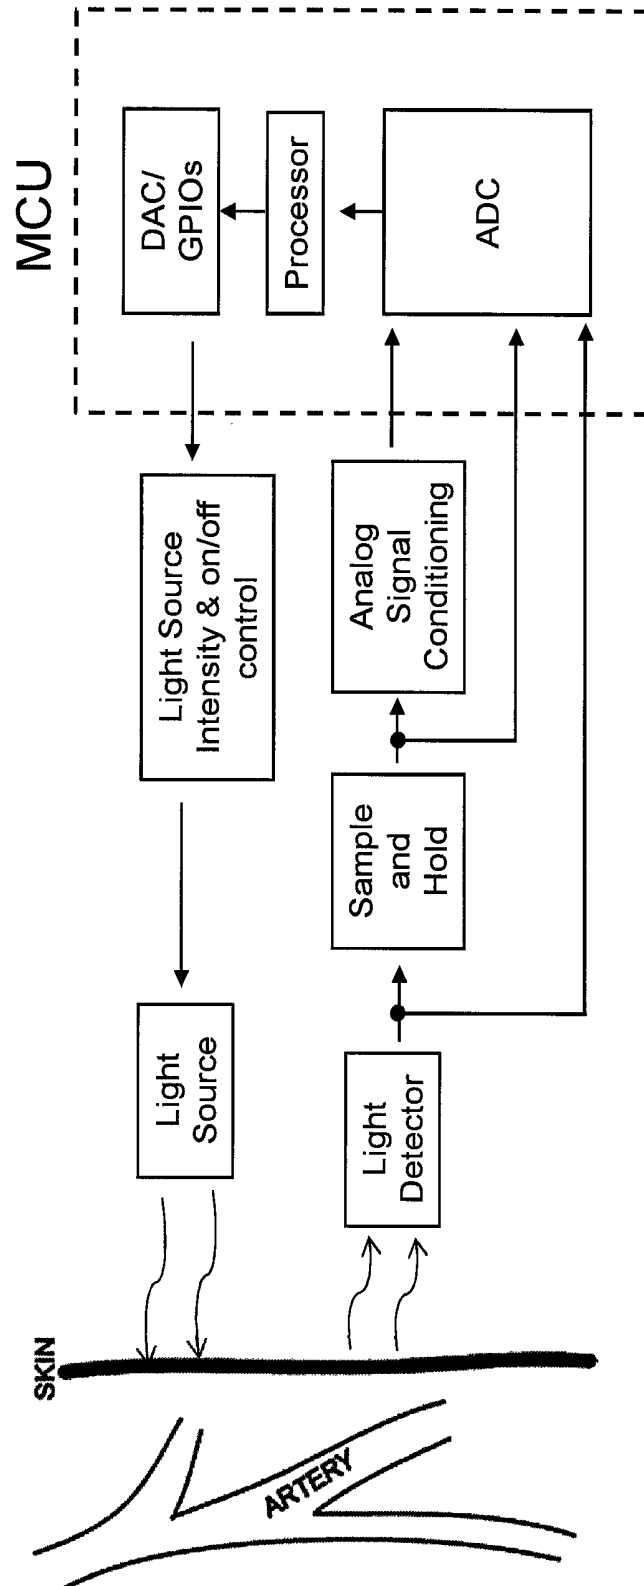 MCU
DAC/
GPIOs
Processor
ADC
Light Source
Intensity & on/off
control
Analog
Signal
Conditioning
Sample
and
Hold
Light
Source
Light
Detector
SKIN
ARTERY